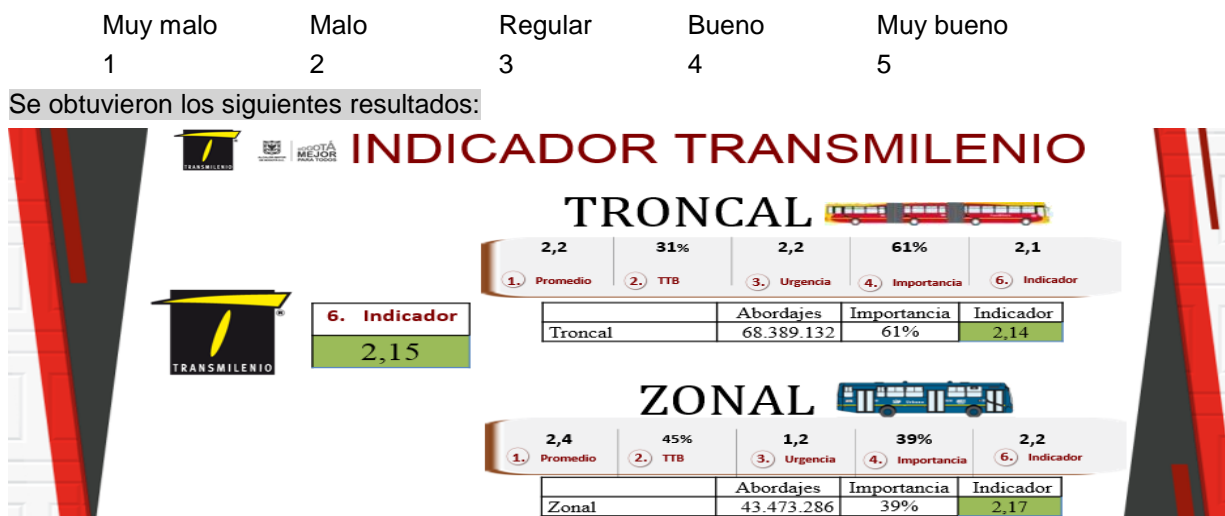 Muy malo Malo Regular Bueno Muy bueno
1 2 3 4 5
Se obtuvieron los siguientes resultados:
TRANSMILENIO BOGOTÁ MEJOR PARA TODOS INDICADOR TRANSMILENIO
TRONCAL
2,2 31% 2,2 61% 2,1
1. Promedio 2. TTB 3. Urgencia 4. Importancia 6. Indicador
Abordajes Importancia Indicador
Troncal 68.389.132 61% 2,14
TRANSMILENIO
6. Indicador
2,15
ZONAL
2,4 45% 1,2 39% 2,2
1. Promedio 2. TTB 3. Urgencia 4. Importancia 6. Indicador
Abordajes Importancia Indicador
Zonal 43.473.286 39% 2,17